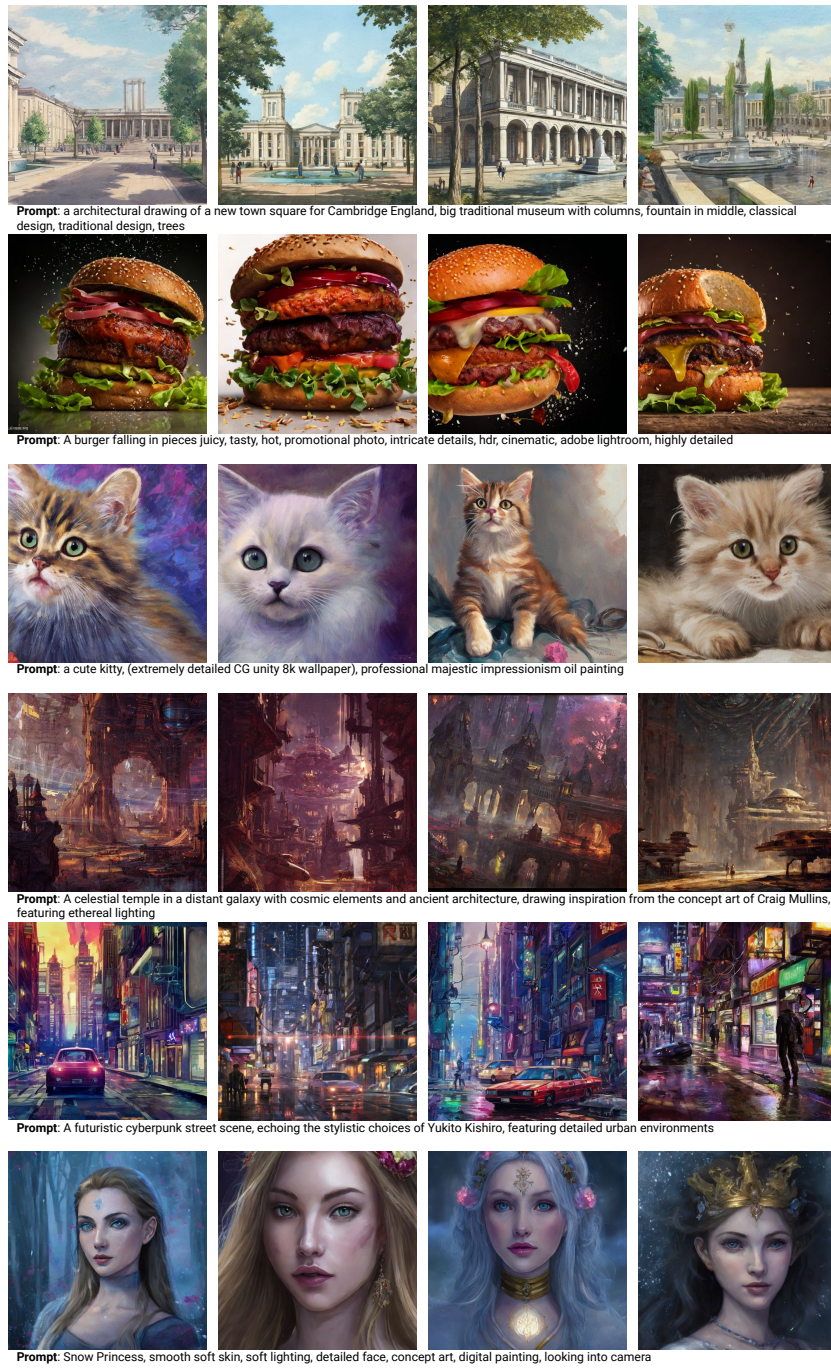 Prompt: a architectural drawing of a new town square for Cambridge England, big traditional museum with columns, fountain in middle, classical
design, traditional design, trees
Prompt: A burger falling in pieces juicy, tasty, hot, promotional photo, intricate details, hdr, cinematic, adobe lightroom, highly detailed
Prompt: a cute kitty, (extremely detailed CG unity 8k wallpaper), professional majestic impressionism oil painting
Prompt: A celestial temple in a distant galaxy with cosmic elements and ancient architecture, drawing inspiration from the concept art of Craig Mullins,
featuring ethereal lighting
Prompt: A futuristic cyberpunk street scene, echoing the stylistic choices of Yukito Kishiro, featuring detailed urban environments
Prompt: Snow Princess, smooth soft skin, soft lighting, detailed face, concept art, digital painting, looking into camera